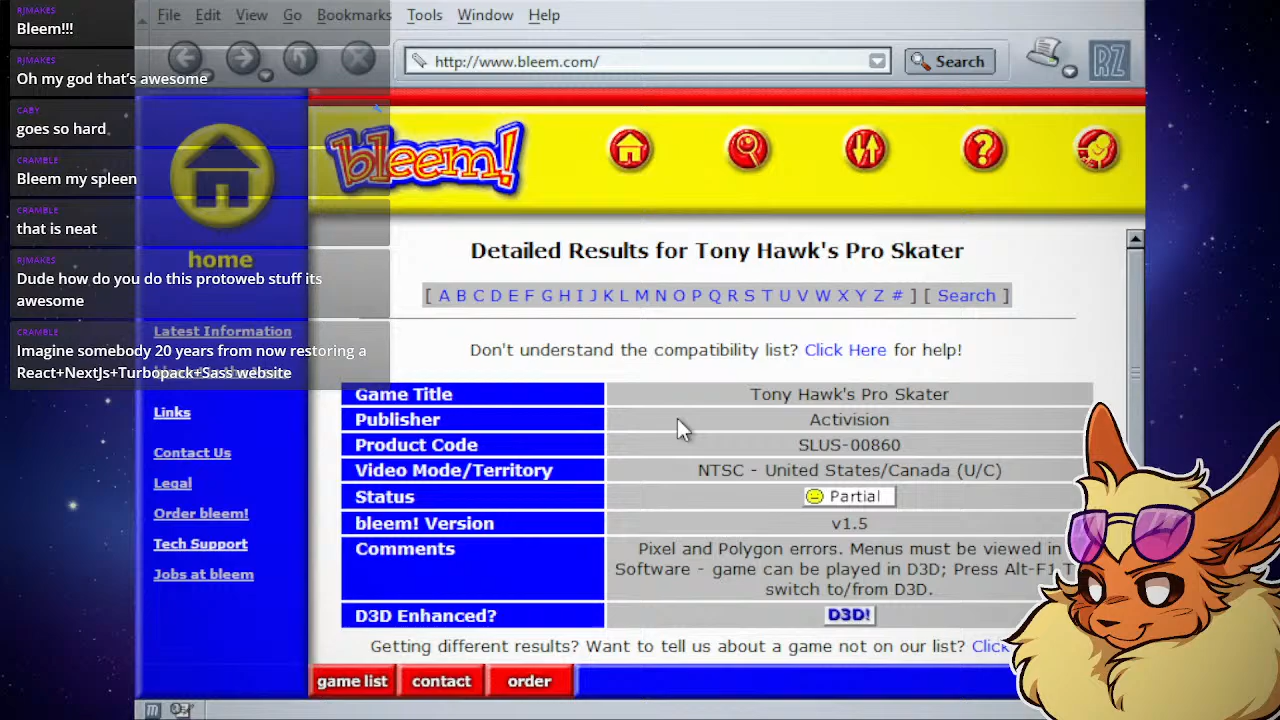 RJMAKES
Bleem!!!
RJMAKES
Oh my god that's awesome
CABY
goes so hard
CRAMBLE
Bleem my spleen
CRAMBLE
that is neat
RJMAKES
Dude how do you do this protoweb stuff its
awesome
CRAMBLE
Imagine somebody 20 years from now restoring a
React+NextJs+Turbopack+Sass website
File Edit View Go Bookmarks Tools Window Help
http://www.bleem.com/
Search
RZ
bleem!
home
Latest Information
Links
Contact Us
Legal
Order bleem!
Tech Support
Jobs at bleem
Detailed Results for Tony Hawk's Pro Skater
[ A B C D E F G H I J K L M N O P Q R S T U V W X Y Z # ] [ Search ]
Don't understand the compatibility list? Click Here for help!
Game Title Tony Hawk's Pro Skater
Publisher Activision
Product Code SLUS-00860
Video Mode/Territory NTSC - United States/Canada (U/C)
Status Partial
bleem! Version v1.5
Comments Pixel and Polygon errors. Menus must be viewed in
Software - game can be played in D3D; Press Alt-F1 T
switch to/from D3D.
D3D Enhanced? D3D!
Getting different results? Want to tell us about a game not on our list? Click
game list contact order